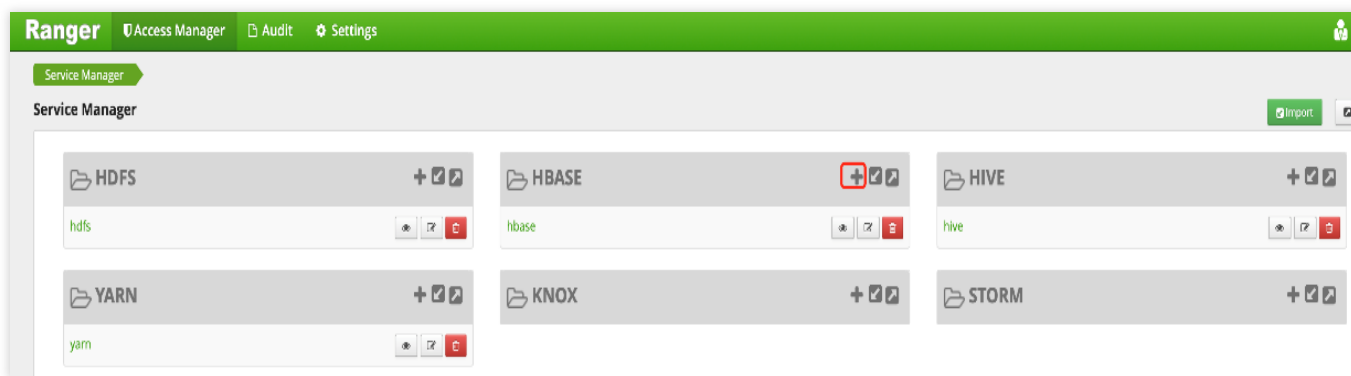 Ranger Access Manager Audit Settings
Service Manager
Service Manager
Import
HDFS HBASE HIVE
hdfs hbase hive
YARN KNOX STORM
yarn